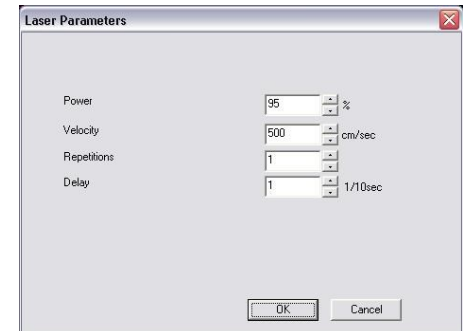 Laser Parameters
Power 95 %
Velocity 500 cm/sec
Repetitions 1
Delay 1 1/10sec
OK Cancel